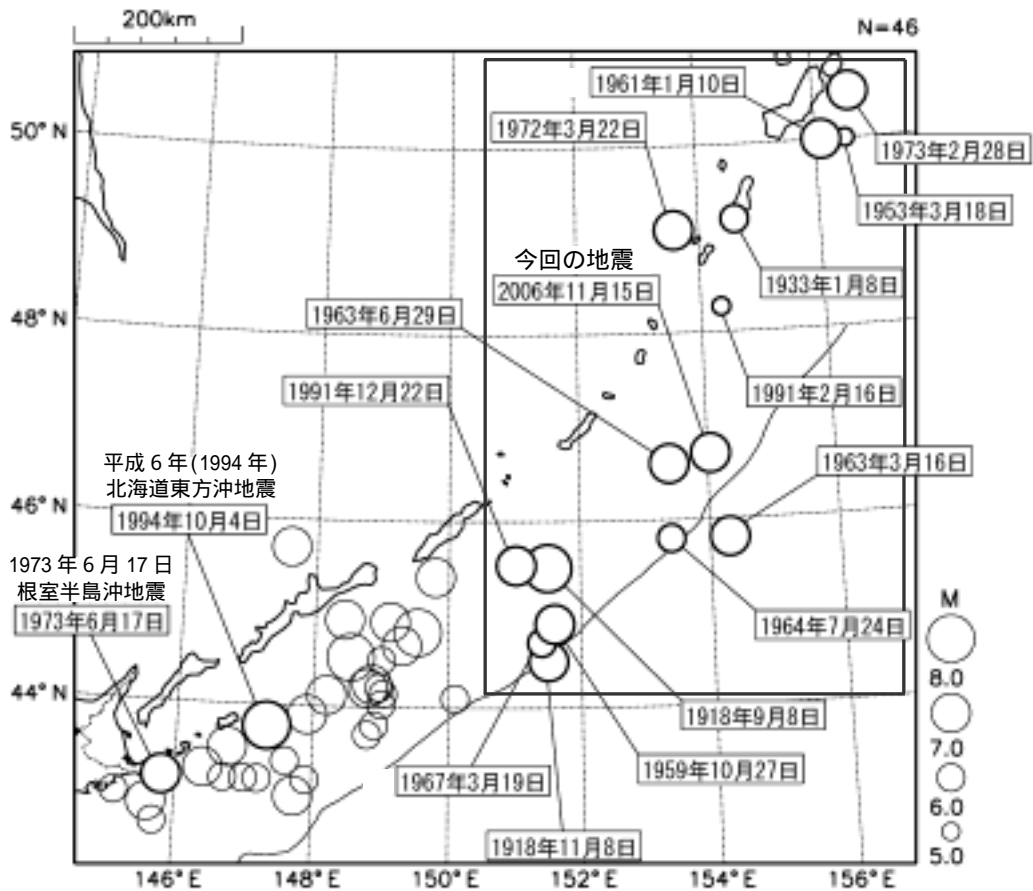 200km
N=46
1961年1月10日
50°N
1972年3月22日
1973年2月28日
1953年3月18日
今回の地震
2006年11月15日
1933年1月8日
48°N
1963年6月29日
1991年12月22日
1991年2月16日
平成6年(1994年)
北海道東方沖地震
1994年10月4日
1963年3月16日
46°N
1973年6月17日
根室半島沖地震
1973年6月17日
1964年7月24日
M
8.0
44°N
1918年9月8日
7.0
1967年3月19日
1959年10月27日
6.0
1918年11月8日
5.0
146°E
148°E
150°E
152°E
154°E
156°E